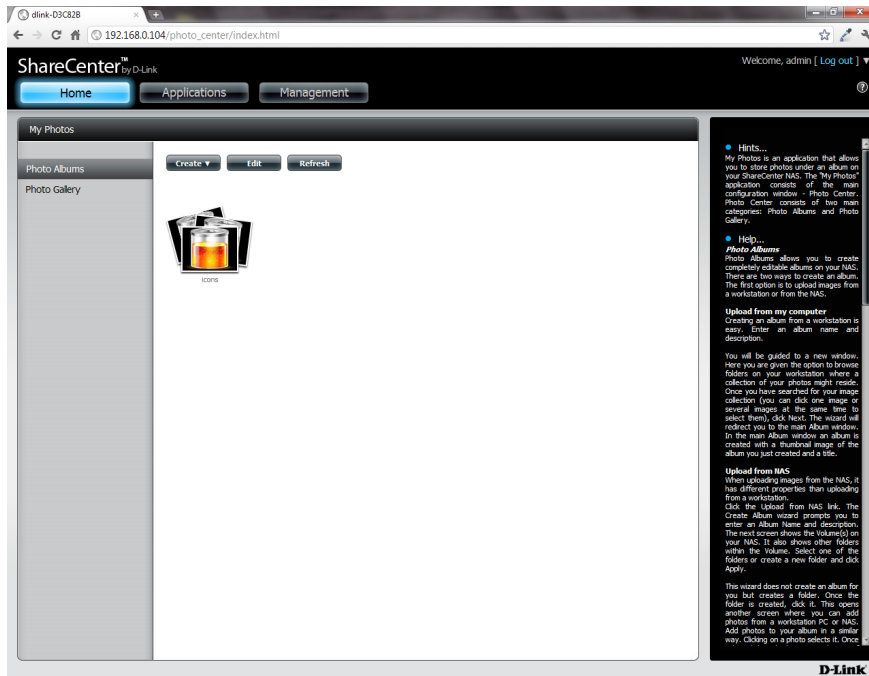 dlink-D3C82B
192.168.0.104/photo_center/index.html
ShareCenter™ by D-Link
Welcome, admin [ Log out ]
Home
Applications
Management
My Photos
Photo Albums
Photo Gallery
Create
Edit
Refresh
icons
Hints...
My Photos is an application that allows
you to store photos under an album on
your ShareCenter NAS. The "My Photos"
application consists of the main
configuration window - Photo Center.
Photo Center consists of two main
categories: Photo Albums and Photo
Gallery.
Help...
Photo Albums
Photo Albums allows you to create
completely editable albums on your NAS.
There are two ways to create an album.
The first option is to upload images from
a workstation or from the NAS.
Upload from my computer
Creating an album from a workstation is
easy. Enter an album name and
description.
You will be guided to a new window.
Here you are given the option to browse
folders on your workstation where a
collection of your photos might reside.
Once you have searched for your image
collection (you can click one image or
several images at the same time to
select them), click Next. The wizard will
redirect you to the main Album window.
In the main Album window an album is
created with a thumbnail image of the
album you just created and a title.
Upload from NAS
When uploading images from the NAS, it
has different properties than uploading
from a workstation.
Click the Upload from NAS link. The
Create Album wizard prompts you to
enter an Album Name and description.
The next screen shows the Volume(s) on
your NAS. It also shows other folders
within the Volume. Select one of the
folders or create a new folder and click
Apply.
This wizard does not create an album for
you but creates a folder. Once the
folder is created, click it. This opens
another screen where you can add
photos from a workstation PC or NAS.
Add photos to your album in a similar
way. Clicking on a photo selects it. Once
D-Link